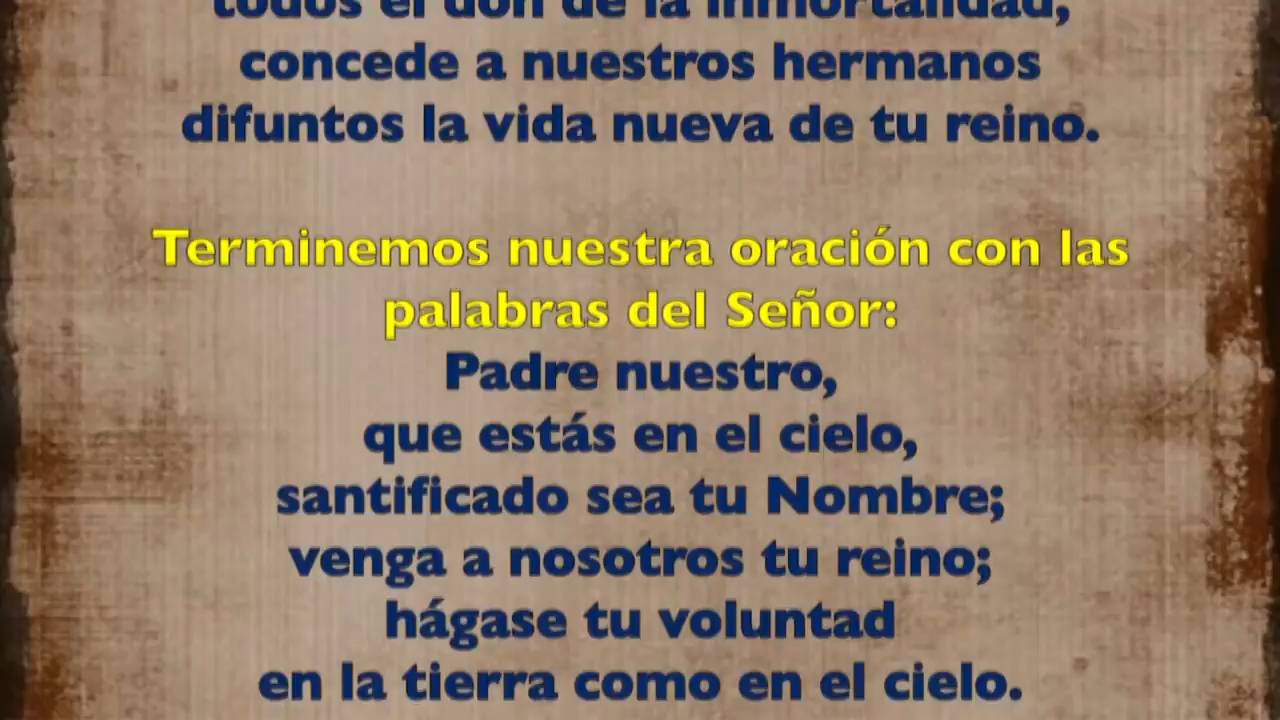 todos el don de la inmortalidad,
concede a nuestros hermanos
difuntos la vida nueva de tu reino.
Terminemos nuestra oración con las
palabras del Señor:
Padre nuestro,
que estás en el cielo,
santificado sea tu Nombre;
venga a nosotros tu reino;
hágase tu voluntad
en la tierra como en el cielo.